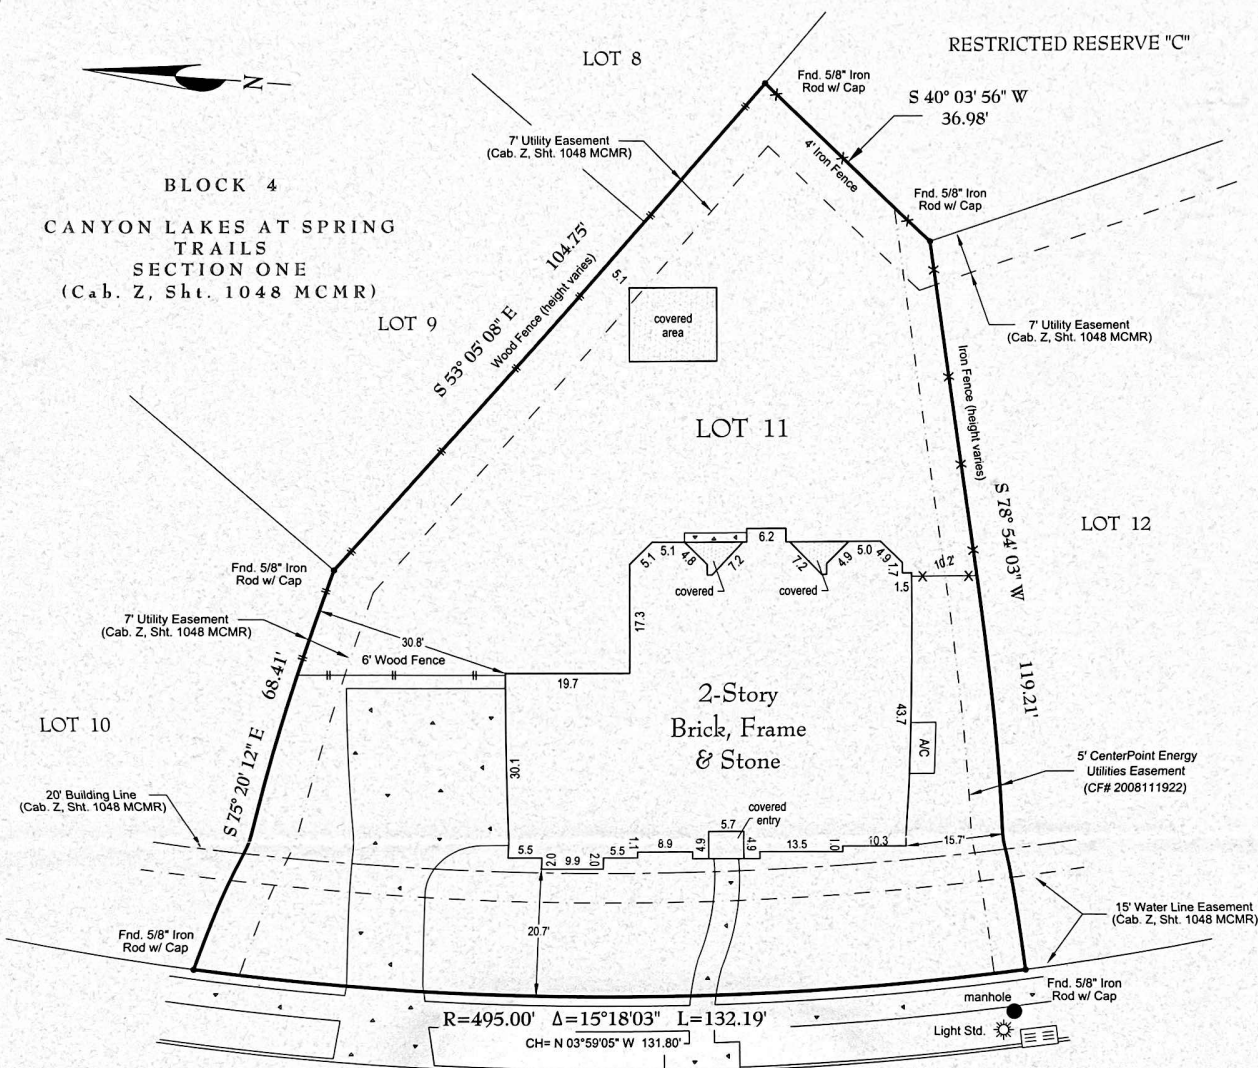 LOT 8
RESTRICTED RESERVE "C"
N
Fnd. 5/8" Iron
Rod w/ Cap
S 40° 03' 56" W
36.98'
7' Utility Easement
(Cab. Z, Sht. 1048 MCMR)
4' Iron Fence
BLOCK 4
CANYON LAKES AT SPRING
TRAILS
SECTION ONE
(Cab. Z, Sht. 1048 MCMR)
Fnd. 5/8" Iron
Rod w/ Cap
104.75'
S 53° 05' 08" E
Wood Fence (height varies)
5.1
covered
area
LOT 9
7' Utility Easement
(Cab. Z, Sht. 1048 MCMR)
Iron Fence (height varies)
LOT 11
S 78° 54' 03" W
119.21'
LOT 12
Fnd. 5/8" Iron
Rod w/ Cap
5.1
5.1
4.8
7.2
6.2
7.2
4.9
5.0
4.9
1.7
1.5
10.2'
covered
covered
7' Utility Easement
(Cab. Z, Sht. 1048 MCMR)
30.8'
6' Wood Fence
17.3
19.7
68.41'
S 75° 20' 12" E
LOT 10
2-Story
Brick, Frame
& Stone
43.7
A/C
30.1
5' CenterPoint Energy
Utilities Easement
(CF# 2008111922)
20' Building Line
(Cab. Z, Sht. 1048 MCMR)
covered
entry
5.7
5.5
2.0
9.9
2.0
5.5
1.1
8.9
4.9
4.9
13.5
1.0
10.3
15.7'
20.7'
15' Water Line Easement
(Cab. Z, Sht. 1048 MCMR)
Fnd. 5/8" Iron
Rod w/ Cap
Fnd. 5/8" Iron
Rod w/ Cap
manhole
Light Std.
R=495.00' Δ=15°18'03" L=132.19'
CH= N 03°59'05" W 131.80'